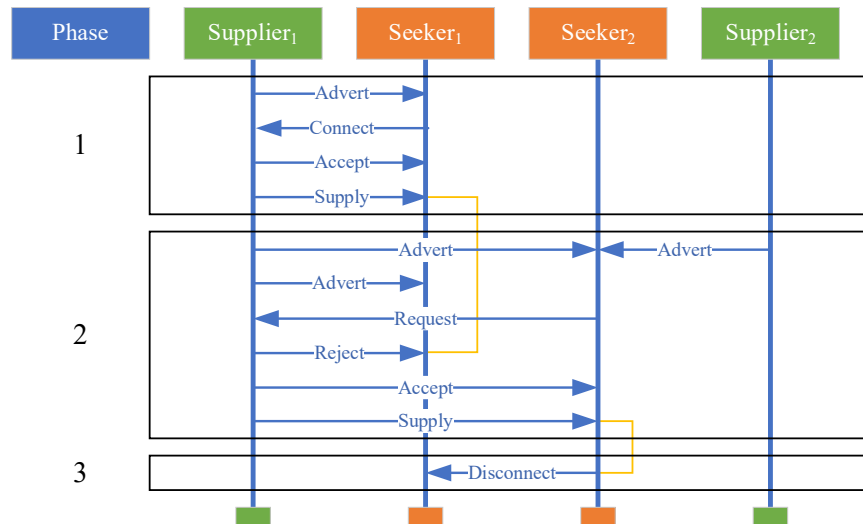 Phase Supplier₁ Seeker₁ Seeker₂ Supplier₂
Advert
1
Connect
Accept
Supply
Advert Advert
Advert
2
Request
Reject
Accept
Supply
3 Disconnect